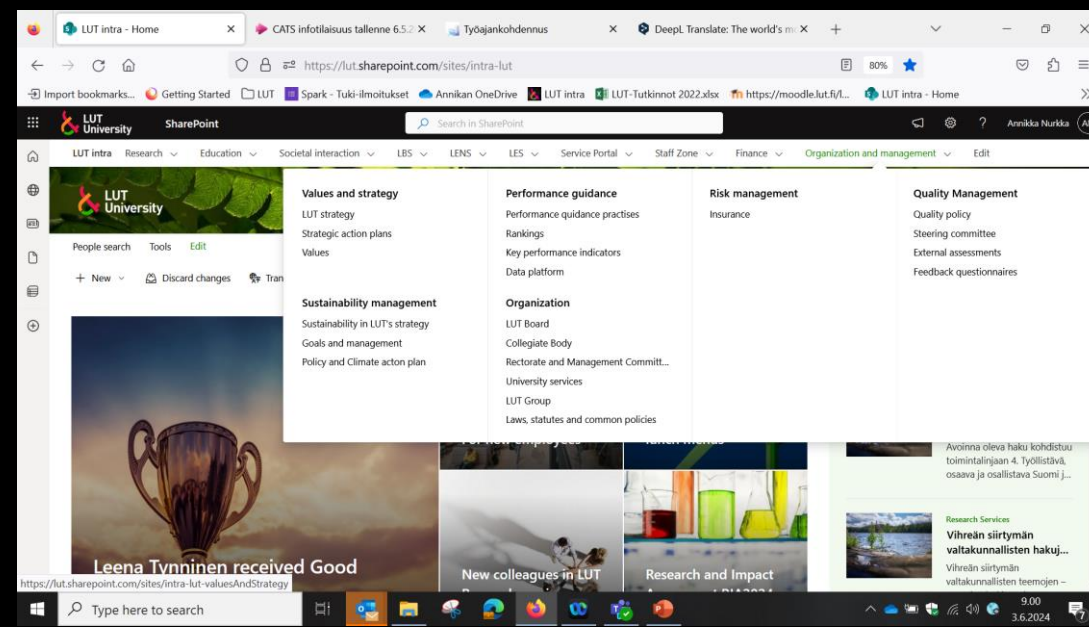 LUT intra - Home
CATS infotilaisuus tallenne 6.5.2
Työajankohdennus
DeepL Translate: The world's m
https://lut.sharepoint.com/sites/intra-lut
80%
Import bookmarks... Getting Started LUT Spark - Tuki-ilmoitukset Annikan OneDrive LUT intra LUT-Tutkinnot 2022.xlsx https://moodle.lut.fi/l... LUT intra - Home
LUT University SharePoint Search in SharePoint ? Annikka Nurkka
LUT intra Research Education Societal interaction LBS LENS LES Service Portal Staff Zone Finance Organization and management Edit
LUT University
People search Tools Edit
+ New Discard changes Tran
Values and strategy
LUT strategy
Strategic action plans
Values
Sustainability management
Sustainability in LUT's strategy
Goals and management
Policy and Climate acton plan
Performance guidance
Performance quidance practises
Rankings
Key performance indicators
Data platform
Organization
LUT Board
Collegiate Body
Rectorate and Management Committ...
University services
LUT Group
Laws, statutes and common policies
Risk management
Insurance
Quality Management
Quality policy
Steering committee
External assessments
Feedback questionnaires
Avoinna oleva haku kohdistuu
toimintalinjaan 4. Työllistävä,
osaava ja osallistava Suomi j...
Research Services
Vihreän siirtymän
valtakunnallisten hakuj...
Vihreän siirtymän
valtakunnallisten teemojen –
Leena Tynninen received Good
New colleagues in LUT
Research and Impact
https://lut.sharepoint.com/sites/intra-lut-valuesAndStrategy
Type here to search
9.00
3.6.2024
7